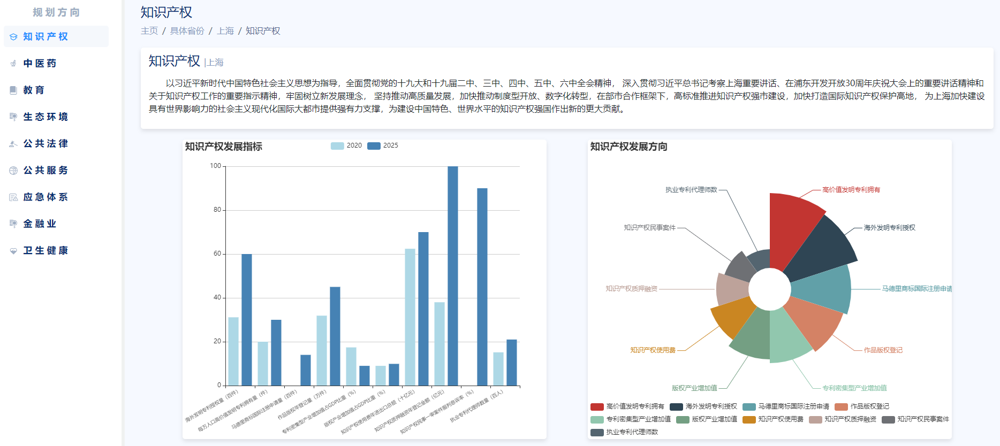 规划方向
知识产权
中医药
教育
生态环境
公共法律
公共服务
应急体系
金融业
卫生健康
知识产权
主页 / 具体省份 / 上海 / 知识产权
知识产权 |上海
以习近平新时代中国特色社会主义思想为指导，全面贯彻党的十九大和十九届二中、三中、四中、五中、六中全会精神， 深入贯彻习近平总书记考察上海重要讲话、在浦东开发开放30周年庆祝大会上的重要讲话精神和
关于知识产权工作的重要指示精神，牢固树立新发展理念， 坚持推动高质量发展，加快推动制度型开放、数字化转型，在部市合作框架下，高标准推进知识产权强市建设，加快打造国际知识产权保护高地， 为上海加快建设
具有世界影响力的社会主义现代化国际大都市提供强有力支撑，为建设中国特色、世界水平的知识产权强国作出新的更大贡献。
知识产权发展指标
2020 2025
100
80
60
40
20
0
海外发明专利授权量（百件）
每万人口高价值发明专利拥有量（件）
马德里商标国际注册申请量（百件）
作品版权年登记量（万件）
专利密集型产业增加值占GDP比重（%）
版权产业增加值占GDP比重（%）
知识产权使用费年进出口总额（十亿元）
知识产权质押融资年登记金额（亿元）
知识产权民事一审案件服判息诉率（%）
执业专利代理师数量（百人）
知识产权发展方向
执业专利代理师数
高价值发明专利拥有
知识产权民事案件
海外发明专利授权
知识产权质押融资
马德里商标国际注册申请
知识产权使用费
作品版权登记
版权产业增加值
专利密集型产业增加值
高价值发明专利拥有 海外发明专利授权 马德里商标国际注册申请 作品版权登记
专利密集型产业增加值 版权产业增加值 知识产权使用费 知识产权质押融资 知识产权民事案件
执业专利代理师数